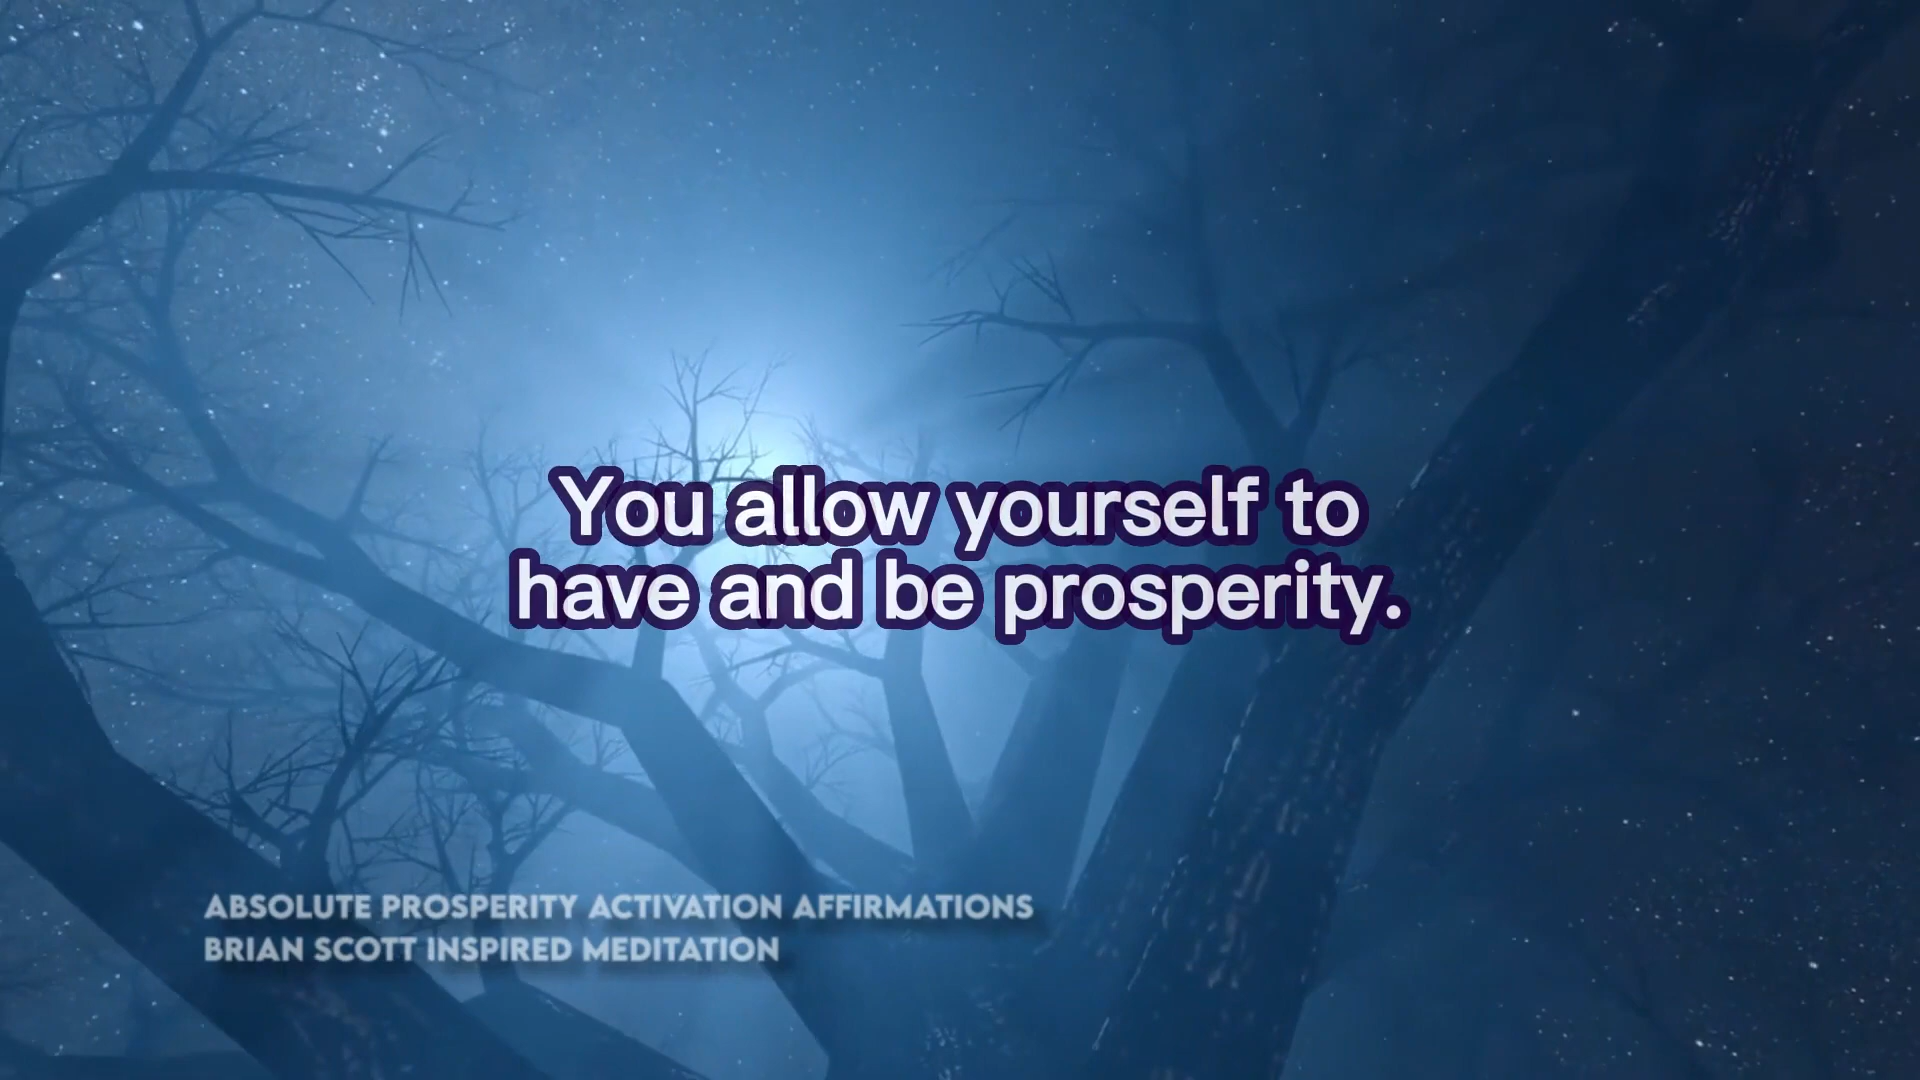 You allow yourself to
have and be prosperity.
ABSOLUTE PROSPERITY ACTIVATION AFFIRMATIONS
BRIAN SCOTT INSPIRED MEDITATION